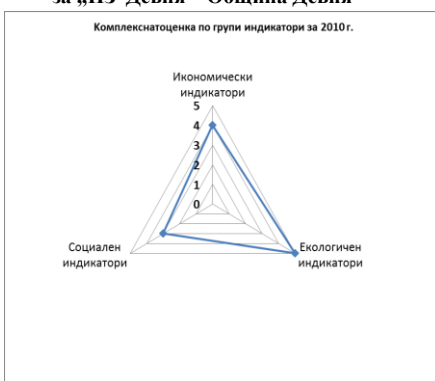 за „ПЗ Девня – Община Девня
Комплекснатоценка по групи индикатори за 2010 г.
Икономически
индикатори
5
4
3
2
1
0
Социален
индикатори
Екологичен
индикатори